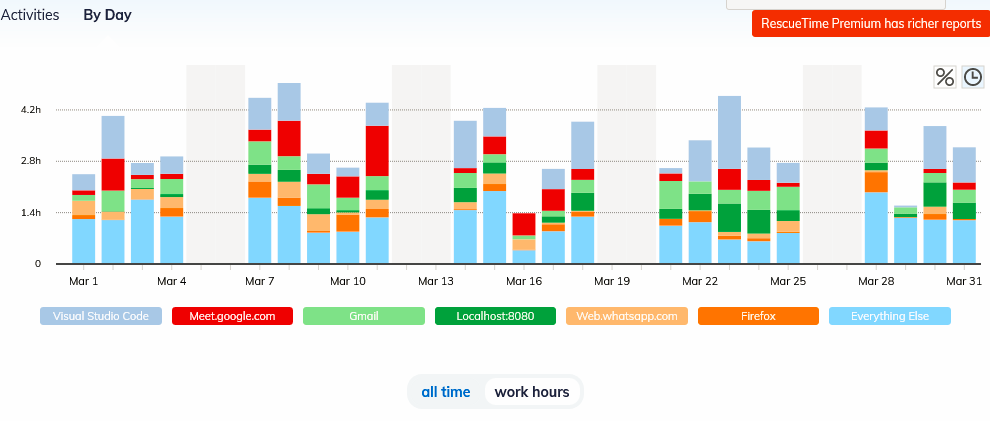 Activities By Day
RescueTime Premium has richer reports
%
4.2h
2.8h
1.4h
0
Mar 1 Mar 4 Mar 7 Mar 10 Mar 13 Mar 16 Mar 19 Mar 22 Mar 25 Mar 28 Mar 31
Visual Studio Code Meet.google.com Gmail Localhost:8080 Web.whatsapp.com Firefox Everything Else
all time work hours